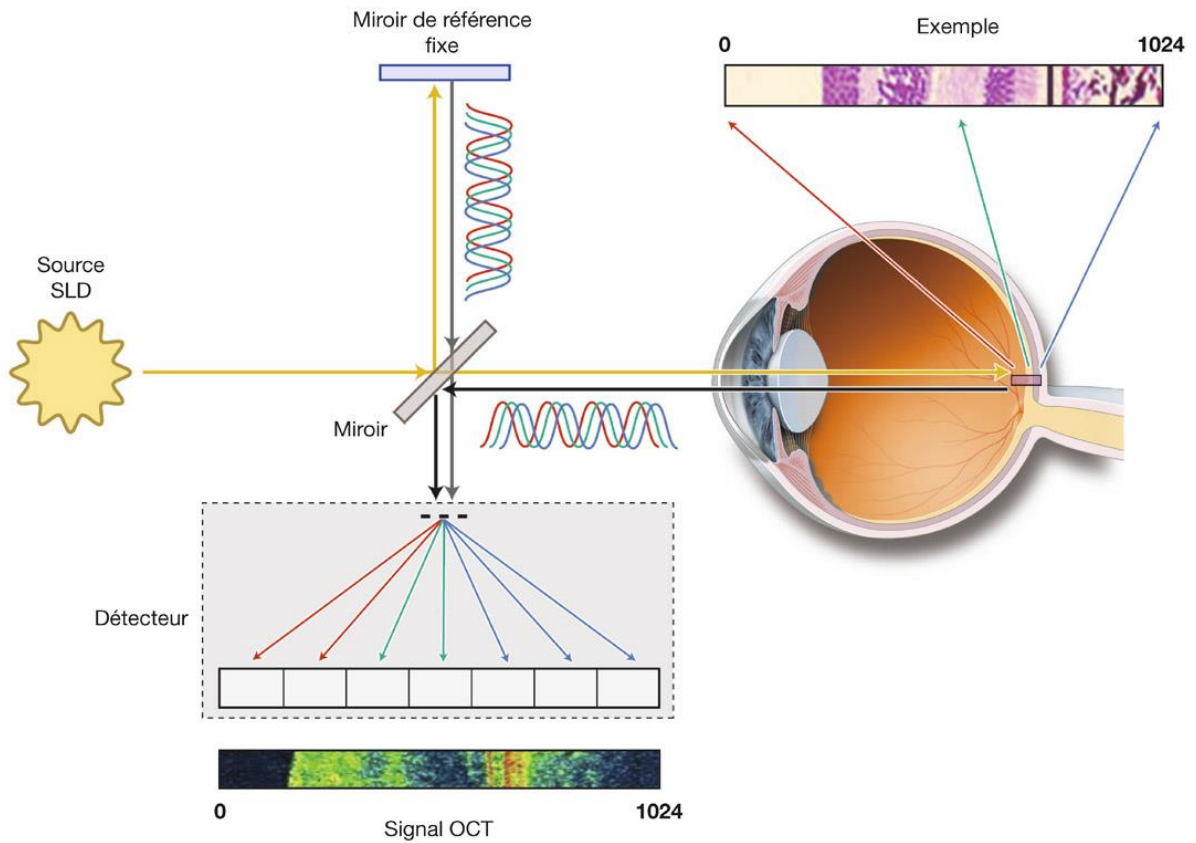 Miroir de référence
fixe
Exemple
0
1024
Source
SLD
Miroir
Détecteur
0
1024
Signal OCT